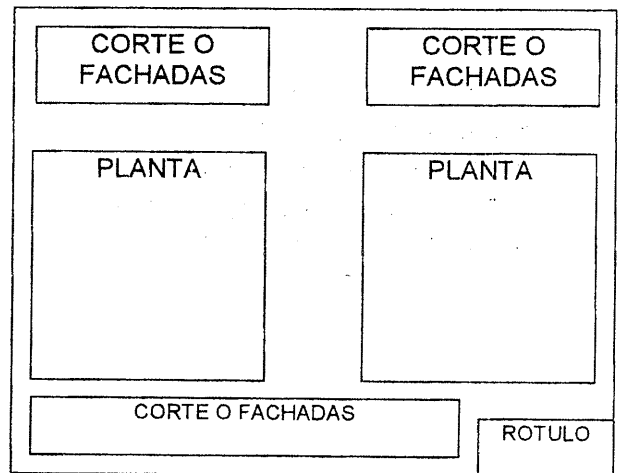 CORTE O
FACHADAS
CORTE O
FACHADAS
PLANTA
PLANTA
CORTE O FACHADAS
ROTULO